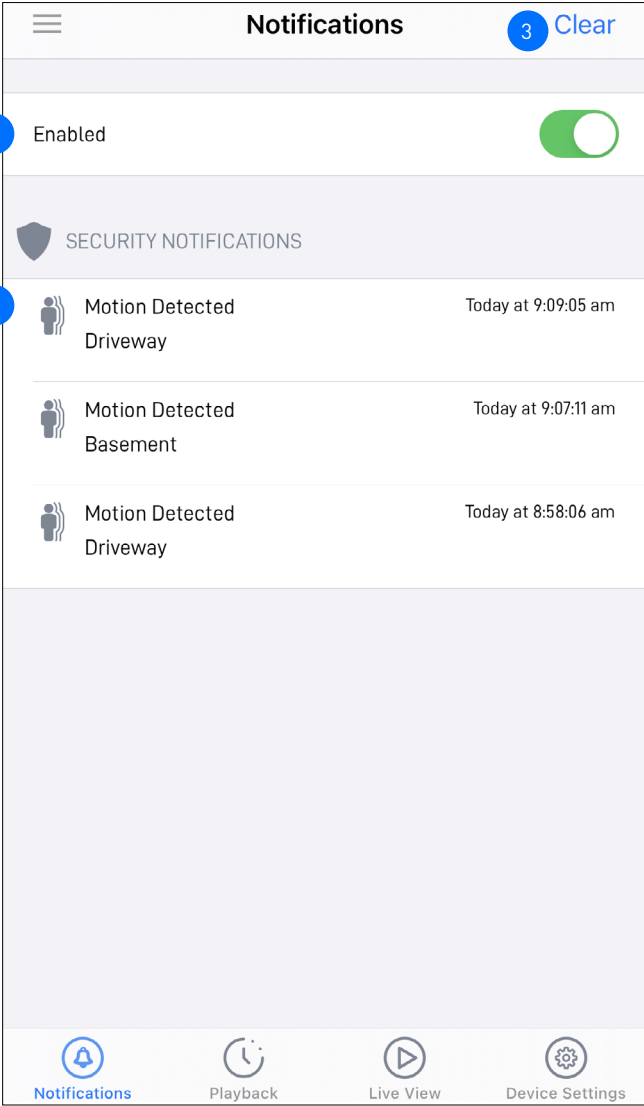 Notifications
3 Clear
Enabled
SECURITY NOTIFICATIONS
Motion Detected Today at 9:09:05 am
Driveway
Motion Detected Today at 9:07:11 am
Basement
Motion Detected Today at 8:58:06 am
Driveway
Notifications Playback Live View Device Settings